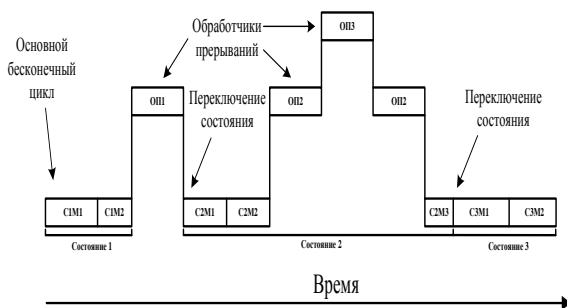 Обработчики
прерываний
ОП3
Основной
бесконечный
цикл
ОП1
Переключение
состояния
ОП2
ОП2
Переключение
состояния
С1М1
С1М2
С2М1
С2М2
С2М3
С3М1
С3М2
Состояние 1
Состояние 2
Состояние 3
Время